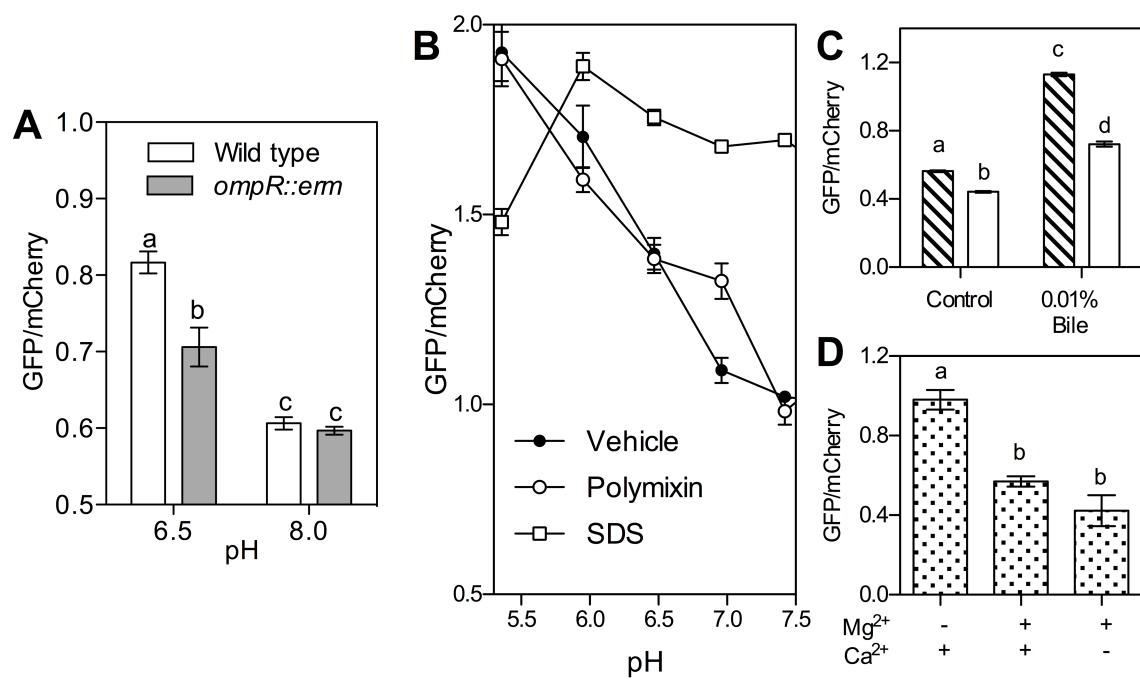 A
GFP/mCherry
1.0
0.9
0.8
0.7
0.6
0.5
Wild type
ompR::erm
a
b
c
c
6.5
8.0
pH
B
GFP/mCherry
2.0
1.5
1.0
0.5
Vehicle
Polymixin
SDS
5.5
6.0
6.5
7.0
7.5
pH
C
GFP/mCherry
1.2
0.8
0.4
0.0
a
b
c
d
Control
0.01%
Bile
D
GFP/mCherry
1.2
0.8
0.4
0.0
a
b
b
Mg2+ - + +
Ca2+ + + -